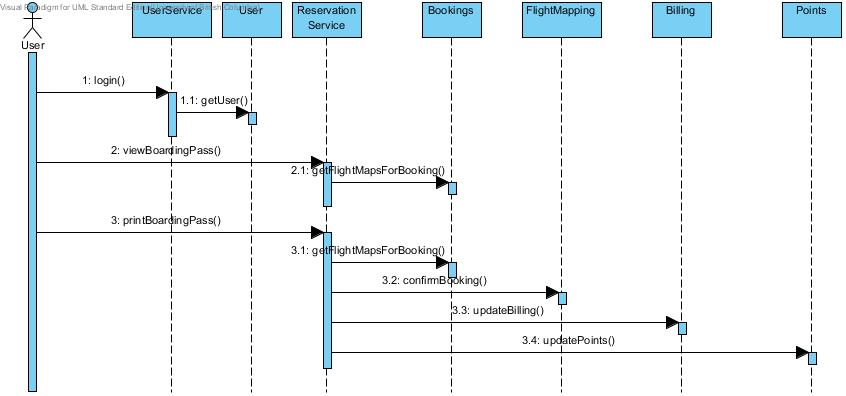 Visual Paradigm for UML Standard Edition
UserService
User
Reservation
Service
Bookings
FlightMapping
Billing
Points
User
1: login()
1.1: getUser()
2: viewBoardingPass()
2.1: getFlightMapsForBooking()
3: printBoardingPass()
3.1: getFlightMapsForBooking()
3.2: confirmBooking()
3.3: updateBilling()
3.4: updatePoints()